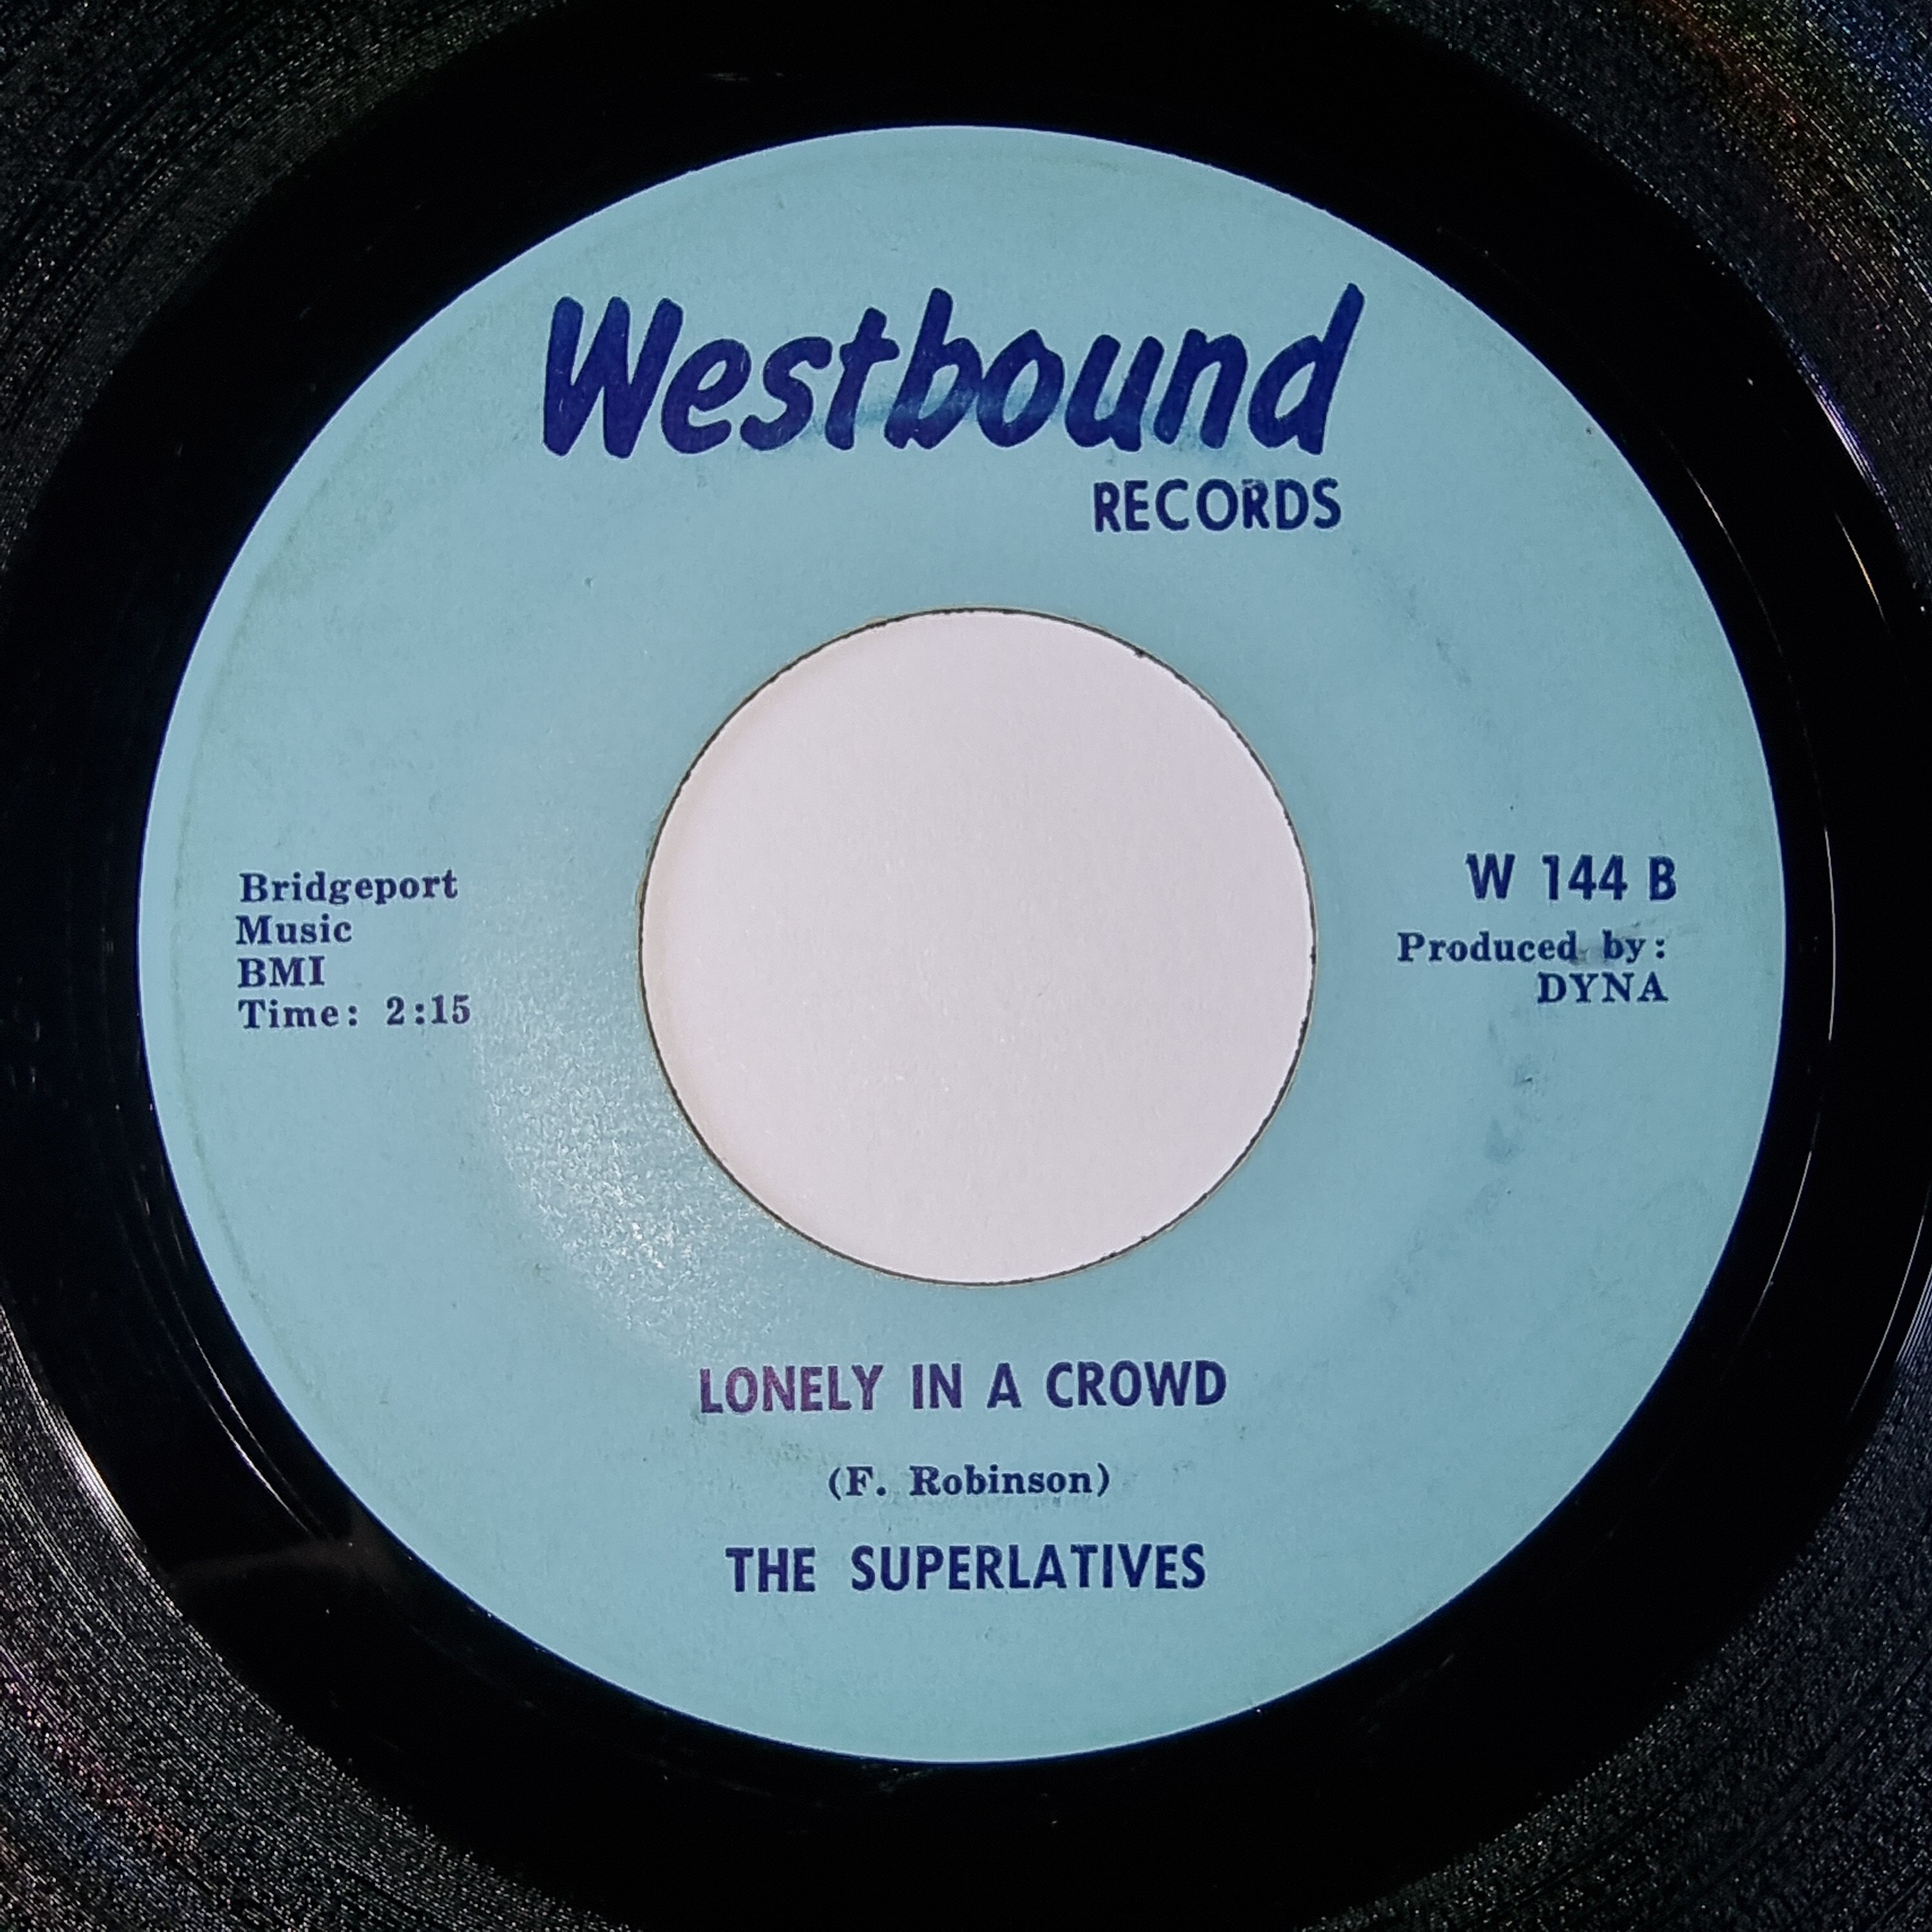 Westbound
RECORDS
Bridgeport
Music
BMI
Time: 2:15
W 144 B
Produced by:
DYNA
LONELY IN A CROWD
(F. Robinson)
THE SUPERLATIVES